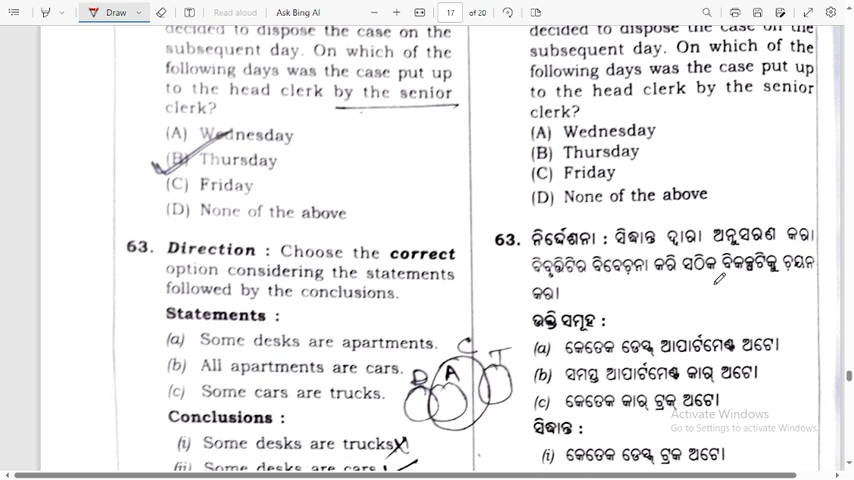 Draw
Read aloud
Ask Bing AI
17
of 20
decided to dispose the case on the
subsequent day. On which of the
following days was the case put up
to the head clerk by the senior
clerk?
(A) Wednesday
(B) Thursday
(C) Friday
(D) None of the above
63. Direction : Choose the correct
option considering the statements
followed by the conclusions.
Statements :
(a) Some desks are apartments.
(b) All apartments are cars.
(c) Some cars are trucks.
Conclusions :
(i) Some desks are trucks
(ii) Some desks are cars
D
A
C
T
decided to dispose the case on the
subsequent day. On which of the
following days was the case put up
to the head clerk by the senior
clerk?
(A) Wednesday
(B) Thursday
(C) Friday
(D) None of the above
63. ନିର୍ଦ୍ଦେଶନା : ସିଦ୍ଧାନ୍ତ ଦ୍ୱାରା ଅନୁସରଣ କରା
ବିବୃତ୍ତିଟିର ବିବେଚନା କରି ସଠିକ ବିକଳ୍ପଟିକୁ ଚୟନ
କରା
ଉକ୍ତି ସମୂହ :
(a) କେତେକ ଡେସ୍କ ଆପାର୍ଟମେଣ୍ଟ ଅଟେ।
(b) ସମସ୍ତ ଆପାର୍ଟମେଣ୍ଟ କାର୍ ଅଟେ।
(c) କେତେକ କାର୍ ଟ୍ରକ୍ ଅଟେ।
ସିଦ୍ଧାନ୍ତ :
(i) କେତେକ ଡେସ୍କ ଟ୍ରକ ଅଟେ।
Activate Windows
Go to Settings to activate Windows.